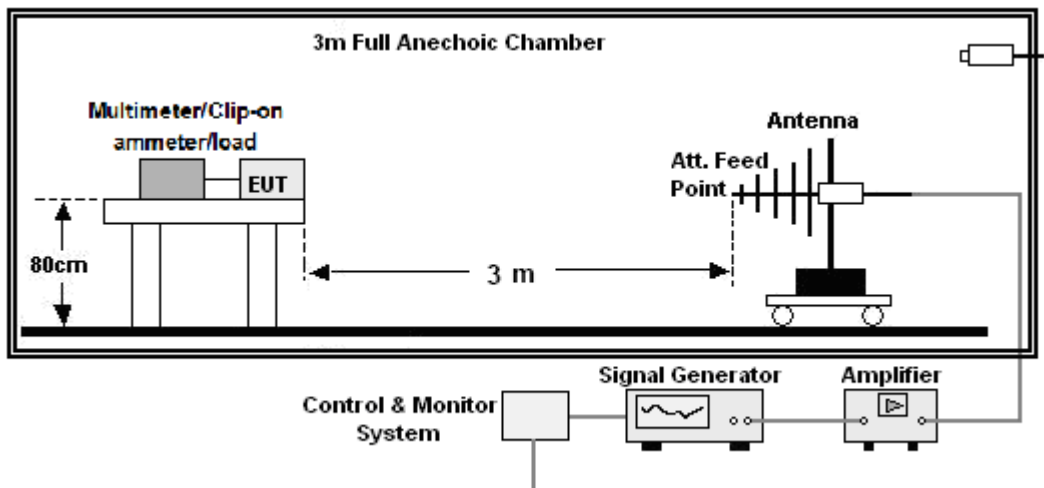 3m Full Anechoic Chamber
Multimeter/Clip-on
ammeter/load
EUT
Antenna
Att. Feed
Point
80cm
3 m
Signal Generator
Amplifier
Control & Monitor
System